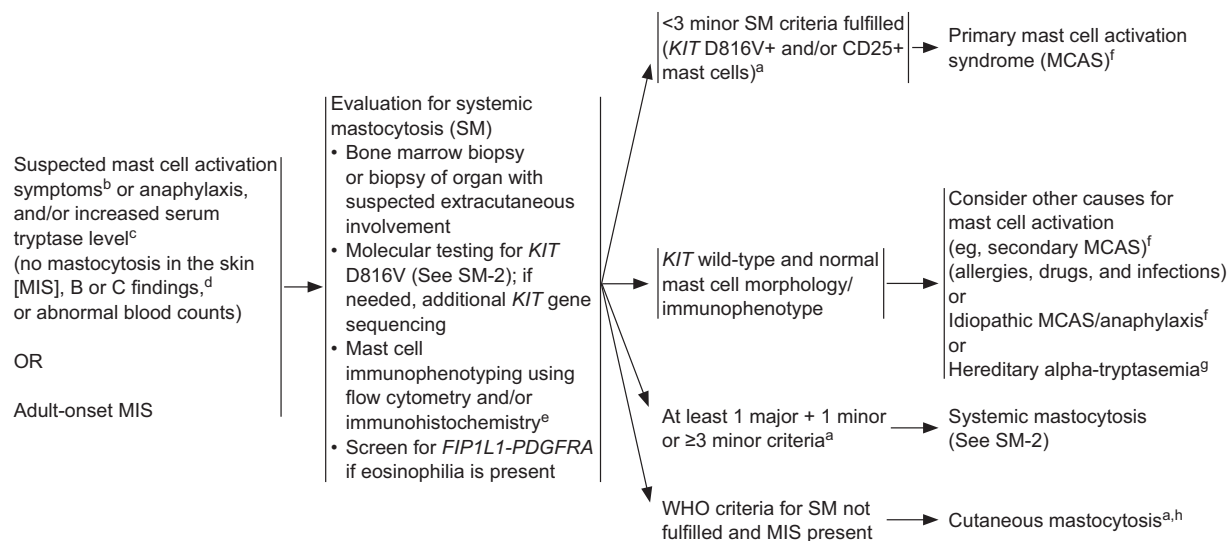 Suspected mast cell activation
symptomsᵇ or anaphylaxis,
and/or increased serum
tryptase levelᶜ
(no mastocytosis in the skin
[MIS], B or C findings,ᵈ
or abnormal blood counts)
OR
Adult-onset MIS
Evaluation for systemic
mastocytosis (SM)
• Bone marrow biopsy
or biopsy of organ with
suspected extracutaneous
involvement
• Molecular testing for KIT
D816V (See SM-2); if
needed, additional KIT gene
sequencing
• Mast cell
immunophenotyping using
flow cytometry and/or
immunohistochemistryᵉ
• Screen for FIP1L1-PDGFRA
if eosinophilia is present
<3 minor SM criteria fulfilled
(KIT D816V+ and/or CD25+
mast cells)ᵃ
Primary mast cell activation
syndrome (MCAS)ᶠ
KIT wild-type and normal
mast cell morphology/
immunophenotype
Consider other causes for
mast cell activation
(eg, secondary MCAS)ᶠ
(allergies, drugs, and infections)
or
Idiopathic MCAS/anaphylaxisᶠ
or
Hereditary alpha-tryptasemiaᵍ
At least 1 major + 1 minor
or ≥3 minor criteriaᵃ
Systemic mastocytosis
(See SM-2)
WHO criteria for SM not
fulfilled and MIS present
Cutaneous mastocytosisᵃ,ʰ